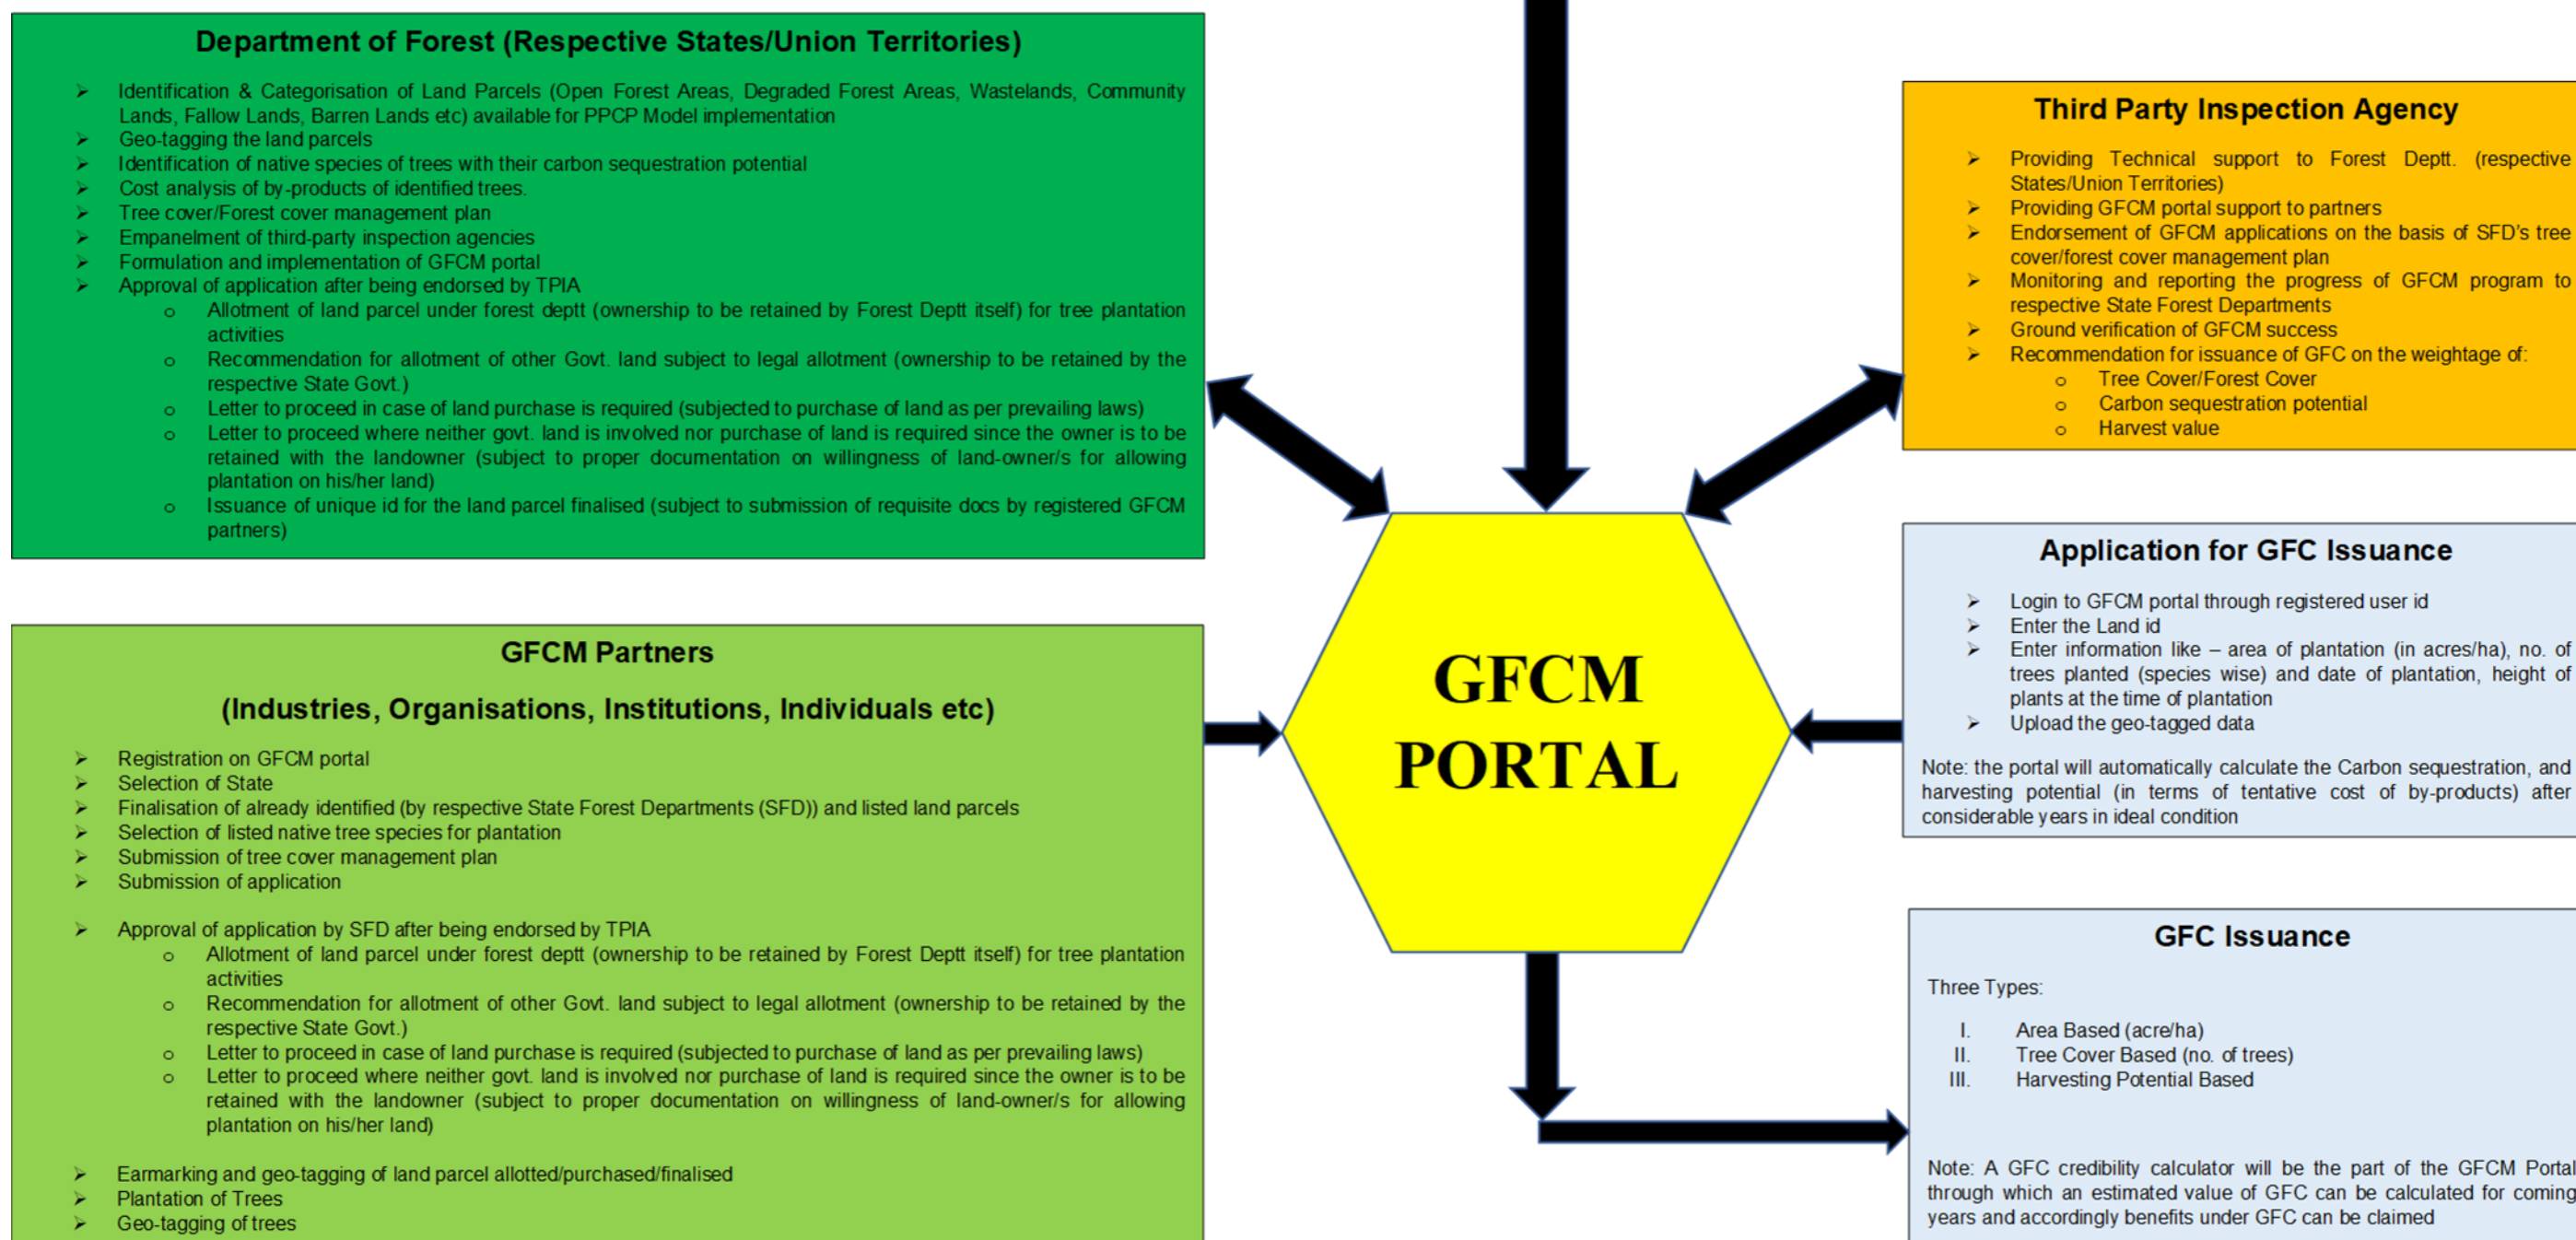 Department of Forest (Respective States/Union Territories)
➢ Identification & Categorisation of Land Parcels (Open Forest Areas, Degraded Forest Areas, Wastelands, Community
Lands, Fallow Lands, Barren Lands etc) available for PPCP Model implementation
➢ Geo-tagging the land parcels
➢ Identification of native species of trees with their carbon sequestration potential
➢ Cost analysis of by-products of identified trees.
➢ Tree cover/Forest cover management plan
➢ Empanelment of third-party inspection agencies
➢ Formulation and implementation of GFCM portal
➢ Approval of application after being endorsed by TPIA
o Allotment of land parcel under forest deptt (ownership to be retained by Forest Deptt itself) for tree plantation
activities
o Recommendation for allotment of other Govt. land subject to legal allotment (ownership to be retained by the
respective State Govt.)
o Letter to proceed in case of land purchase is required (subjected to purchase of land as per prevailing laws)
o Letter to proceed where neither govt. land is involved nor purchase of land is required since the owner is to be
retained with the landowner (subject to proper documentation on willingness of land-owner/s for allowing
plantation on his/her land)
o Issuance of unique id for the land parcel finalised (subject to submission of requisite docs by registered GFCM
partners)
GFCM Partners
(Industries, Organisations, Institutions, Individuals etc)
➢ Registration on GFCM portal
➢ Selection of State
➢ Finalisation of already identified (by respective State Forest Departments (SFD)) and listed land parcels
➢ Selection of listed native tree species for plantation
➢ Submission of tree cover management plan
➢ Submission of application
➢ Approval of application by SFD after being endorsed by TPIA
o Allotment of land parcel under forest deptt (ownership to be retained by Forest Deptt itself) for tree plantation
activities
o Recommendation for allotment of other Govt. land subject to legal allotment (ownership to be retained by the
respective State Govt.)
o Letter to proceed in case of land purchase is required (subjected to purchase of land as per prevailing laws)
o Letter to proceed where neither govt. land is involved nor purchase of land is required since the owner is to be
retained with the landowner (subject to proper documentation on willingness of land-owner/s for allowing
plantation on his/her land)
➢ Earmarking and geo-tagging of land parcel allotted/purchased/finalised
➢ Plantation of Trees
➢ Geo-tagging of trees
GFCM
PORTAL
Third Party Inspection Agency
➢ Providing Technical support to Forest Deptt. (respective
States/Union Territories)
➢ Providing GFCM portal support to partners
➢ Endorsement of GFCM applications on the basis of SFD's tree
cover/forest cover management plan
➢ Monitoring and reporting the progress of GFCM program to
respective State Forest Departments
➢ Ground verification of GFCM success
➢ Recommendation for issuance of GFC on the weightage of:
o Tree Cover/Forest Cover
o Carbon sequestration potential
o Harvest value
Application for GFC Issuance
➢ Login to GFCM portal through registered user id
➢ Enter the Land id
➢ Enter information like – area of plantation (in acres/ha), no. of
trees planted (species wise) and date of plantation, height of
plants at the time of plantation
➢ Upload the geo-tagged data
Note: the portal will automatically calculate the Carbon sequestration, and
harvesting potential (in terms of tentative cost of by-products) after
considerable years in ideal condition
GFC Issuance
Three Types:
I. Area Based (acre/ha)
II. Tree Cover Based (no. of trees)
III. Harvesting Potential Based
Note: A GFC credibility calculator will be the part of the GFCM Portal
through which an estimated value of GFC can be calculated for coming
years and accordingly benefits under GFC can be claimed